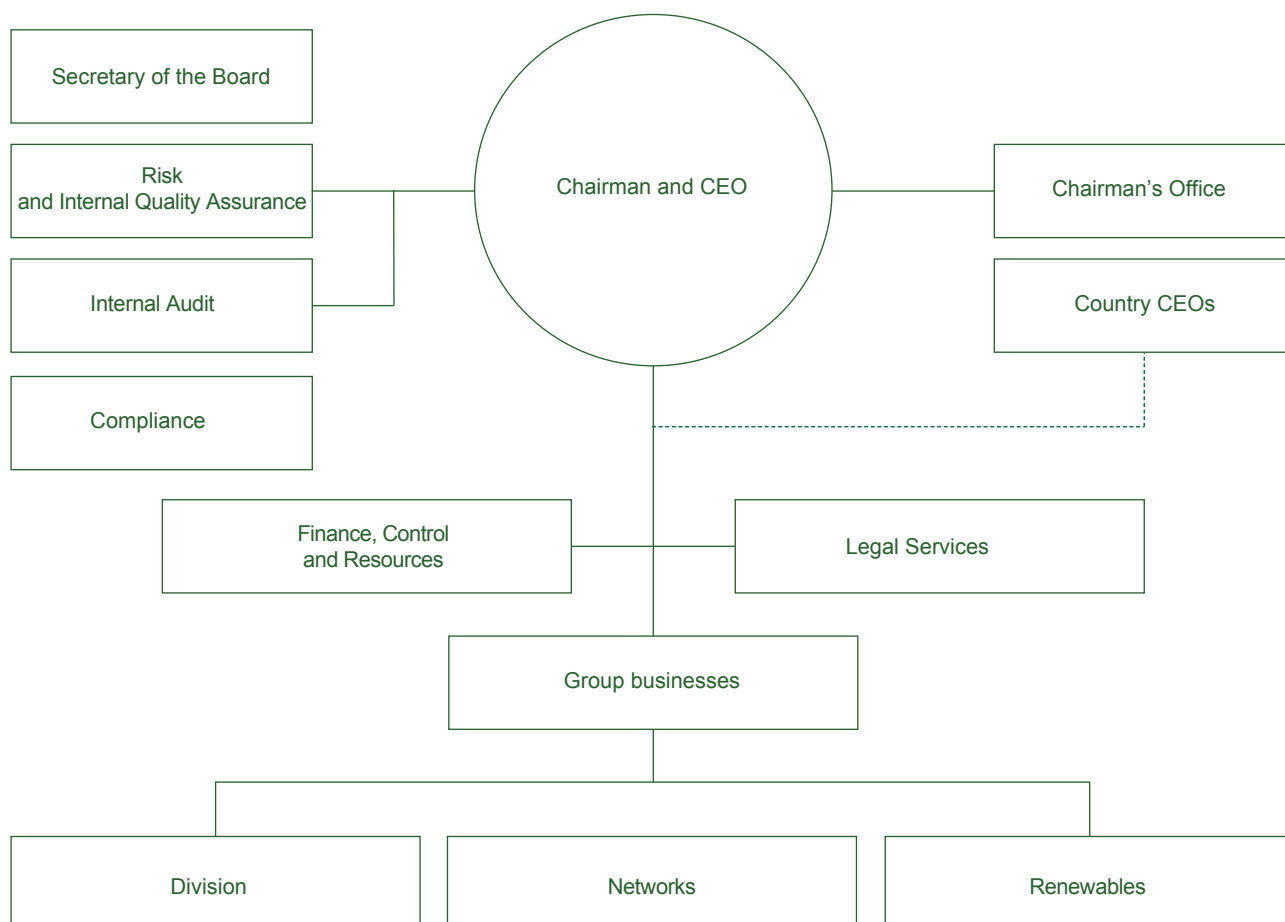 Secretary of the Board
Risk
and Internal Quality Assurance
Chairman and CEO
Chairman’s Office
Internal Audit
Country CEOs
Compliance
Finance, Control
and Resources
Legal Services
Group businesses
Division
Networks
Renewables